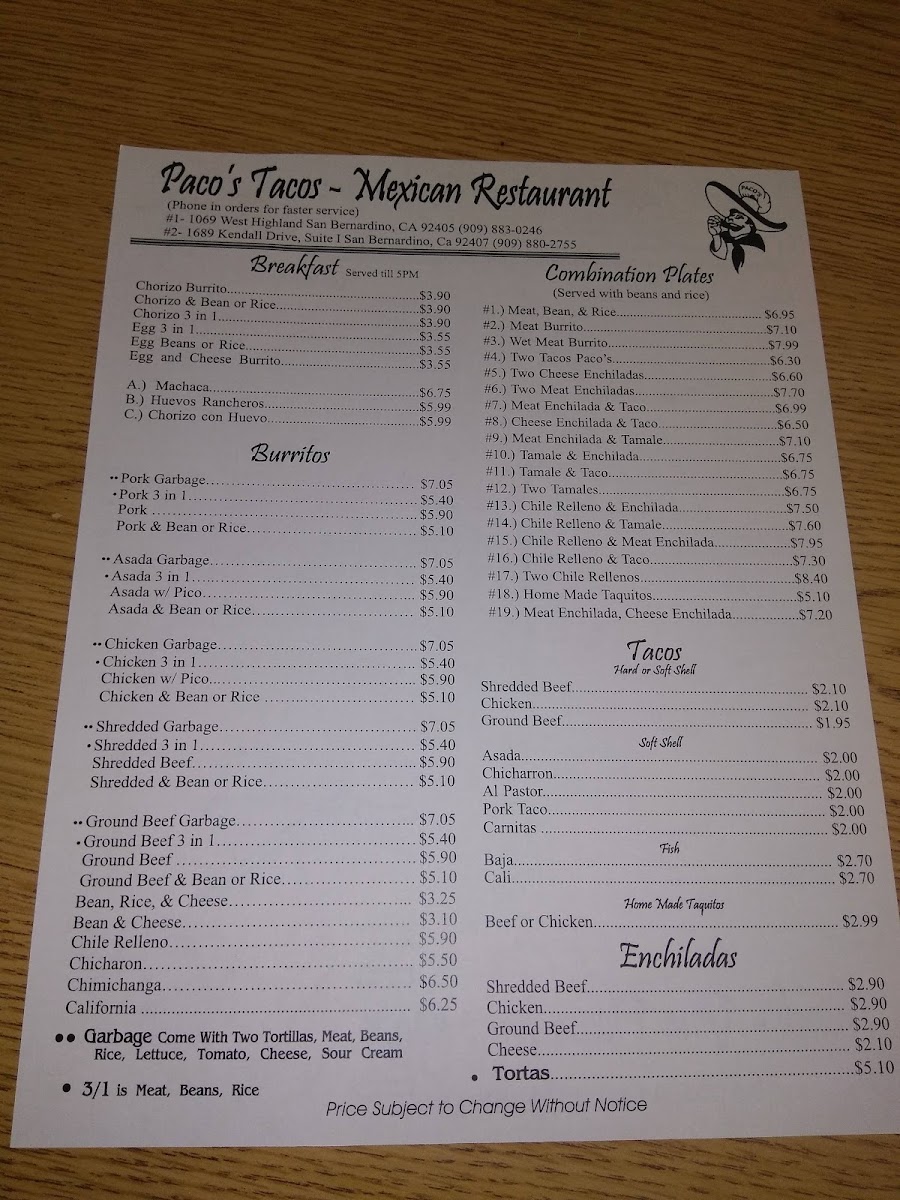 Paco's Tacos ~ Mexican Restaurant
(Phone in orders for faster service)
#1- 1069 West Highland San Bernardino, CA 92405 (909) 883-0246
#2- 1689 Kendall Drive, Suite I San Bernardino, Ca 92407 (909) 880-2755
PACO'S
Breakfast Served till 5PM
Chorizo Burrito $3.90
Chorizo & Bean or Rice $3.90
Chorizo 3 in 1 $3.90
Egg 3 in 1 $3.55
Egg Beans or Rice $3.55
Egg and Cheese Burrito $3.55
A.) Machaca $6.75
B.) Huevos Rancheros $5.99
C.) Chorizo con Huevo $5.99
Burritos
•• Pork Garbage $7.05
• Pork 3 in 1 $5.40
Pork $5.90
Pork & Bean or Rice $5.10
•• Asada Garbage $7.05
• Asada 3 in 1 $5.40
Asada w/ Pico $5.90
Asada & Bean or Rice $5.10
•• Chicken Garbage $7.05
• Chicken 3 in 1 $5.40
Chicken w/ Pico $5.90
Chicken & Bean or Rice $5.10
•• Shredded Garbage $7.05
• Shredded 3 in 1 $5.40
Shredded Beef $5.90
Shredded & Bean or Rice $5.10
•• Ground Beef Garbage $7.05
• Ground Beef 3 in 1 $5.40
Ground Beef $5.90
Ground Beef & Bean or Rice $5.10
Bean, Rice, & Cheese $3.25
Bean & Cheese $3.10
Chile Relleno $5.90
Chicharon $5.50
Chimichanga $6.50
California $6.25
•• Garbage Come With Two Tortillas, Meat, Beans,
Rice, Lettuce, Tomato, Cheese, Sour Cream
• 3/1 is Meat, Beans, Rice
Combination Plates
(Served with beans and rice)
#1.) Meat, Bean, & Rice $6.95
#2.) Meat Burrito $7.10
#3.) Wet Meat Burrito $7.99
#4.) Two Tacos Paco's $6.30
#5.) Two Cheese Enchiladas $6.60
#6.) Two Meat Enchiladas $7.70
#7.) Meat Enchilada & Taco $6.99
#8.) Cheese Enchilada & Taco $6.50
#9.) Meat Enchilada & Tamale $7.10
#10.) Tamale & Enchilada $6.75
#11.) Tamale & Taco $6.75
#12.) Two Tamales $6.75
#13.) Chile Relleno & Enchilada $7.50
#14.) Chile Relleno & Tamale $7.60
#15.) Chile Relleno & Meat Enchilada $7.95
#16.) Chile Relleno & Taco $7.30
#17.) Two Chile Rellenos $8.40
#18.) Home Made Taquitos $5.10
#19.) Meat Enchilada, Cheese Enchilada $7.20
Tacos
Hard or Soft Shell
Shredded Beef $2.10
Chicken $2.10
Ground Beef $1.95
Soft Shell
Asada $2.00
Chicharron $2.00
Al Pastor $2.00
Pork Taco $2.00
Carnitas $2.00
Fish
Baja $2.70
Cali $2.70
Home Made Taquitos
Beef or Chicken $2.99
Enchiladas
Shredded Beef $2.90
Chicken $2.90
Ground Beef $2.90
Cheese $2.10
• Tortas $5.10
Price Subject to Change Without Notice